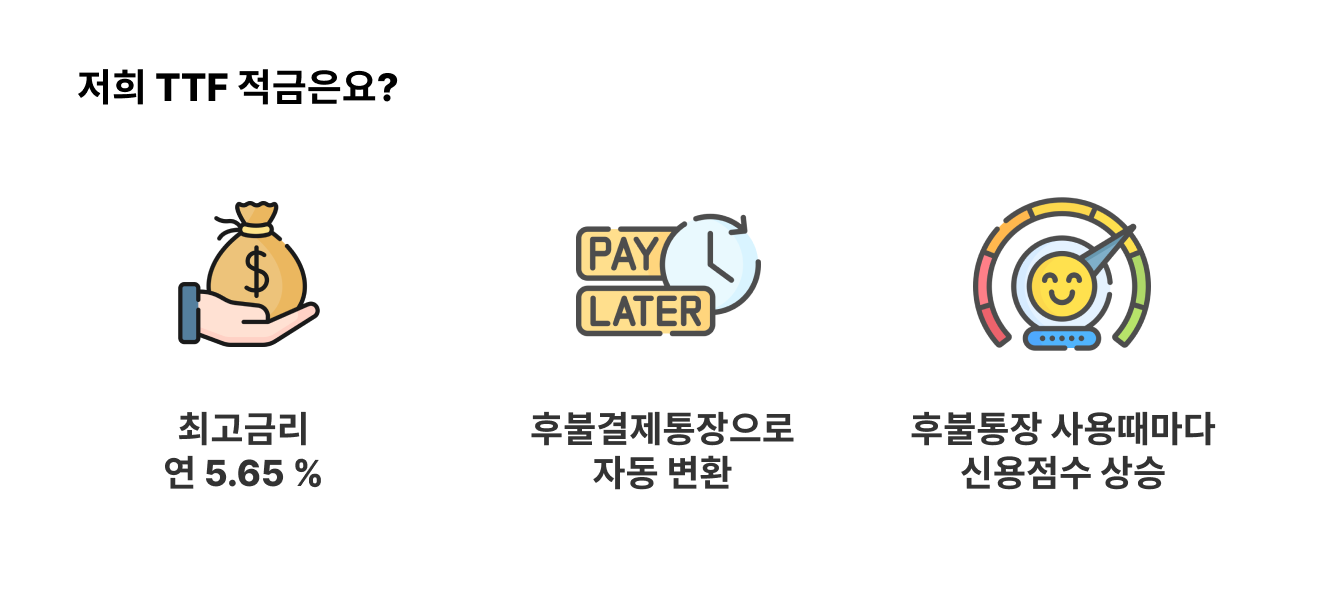 저희 TTF 적금은요?
$
PAY
LATER
최고금리
연 5.65 %
후불결제통장으로
자동 변환
후불통장 사용때마다
신용점수 상승